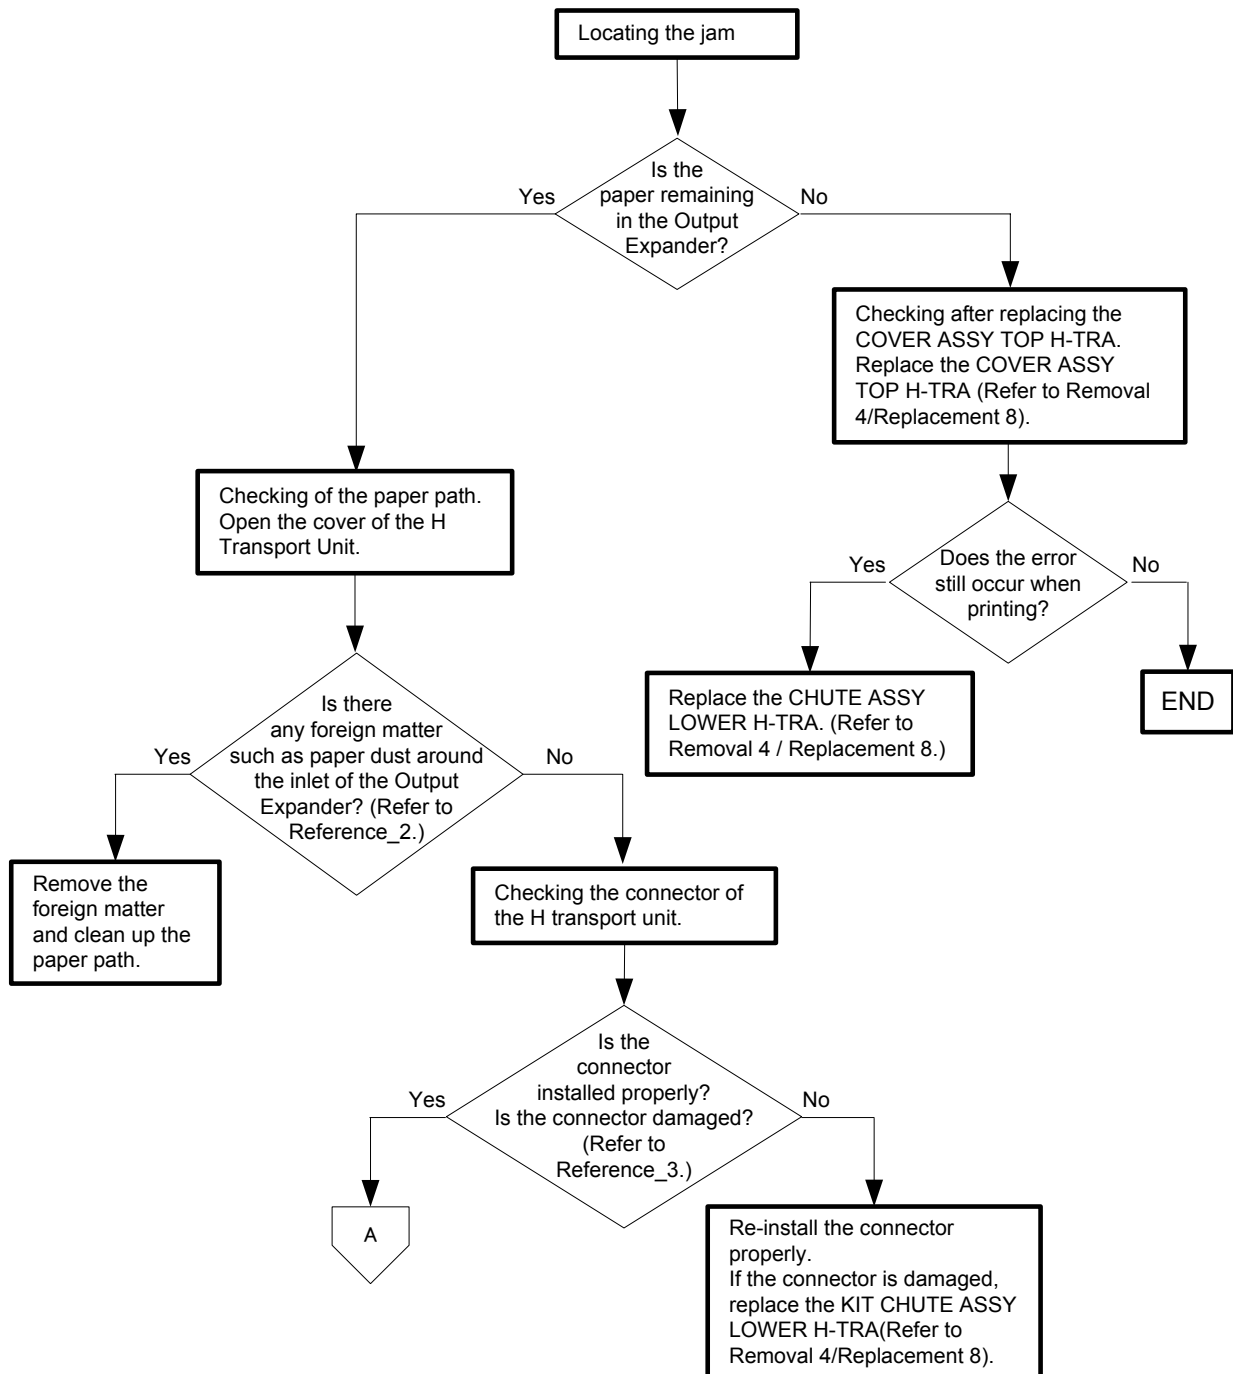 Locating the jam
Is the
paper remaining
in the Output
Expander?
Yes
No
Checking after replacing the
COVER ASSY TOP H-TRA.
Replace the COVER ASSY
TOP H-TRA (Refer to Removal
4/Replacement 8).
Checking of the paper path.
Open the cover of the H
Transport Unit.
Does the error
still occur when
printing?
Yes
No
Replace the CHUTE ASSY
LOWER H-TRA. (Refer to
Removal 4 / Replacement 8.)
END
Is there
any foreign matter
such as paper dust around
the inlet of the Output
Expander? (Refer to
Reference_2.)
Yes
No
Remove the
foreign matter
and clean up the
paper path.
Checking the connector of
the H transport unit.
Is the
connector
installed properly?
Is the connector damaged?
(Refer to
Reference_3.)
Yes
No
A
Re-install the connector
properly.
If the connector is damaged,
replace the KIT CHUTE ASSY
LOWER H-TRA(Refer to
Removal 4/Replacement 8).